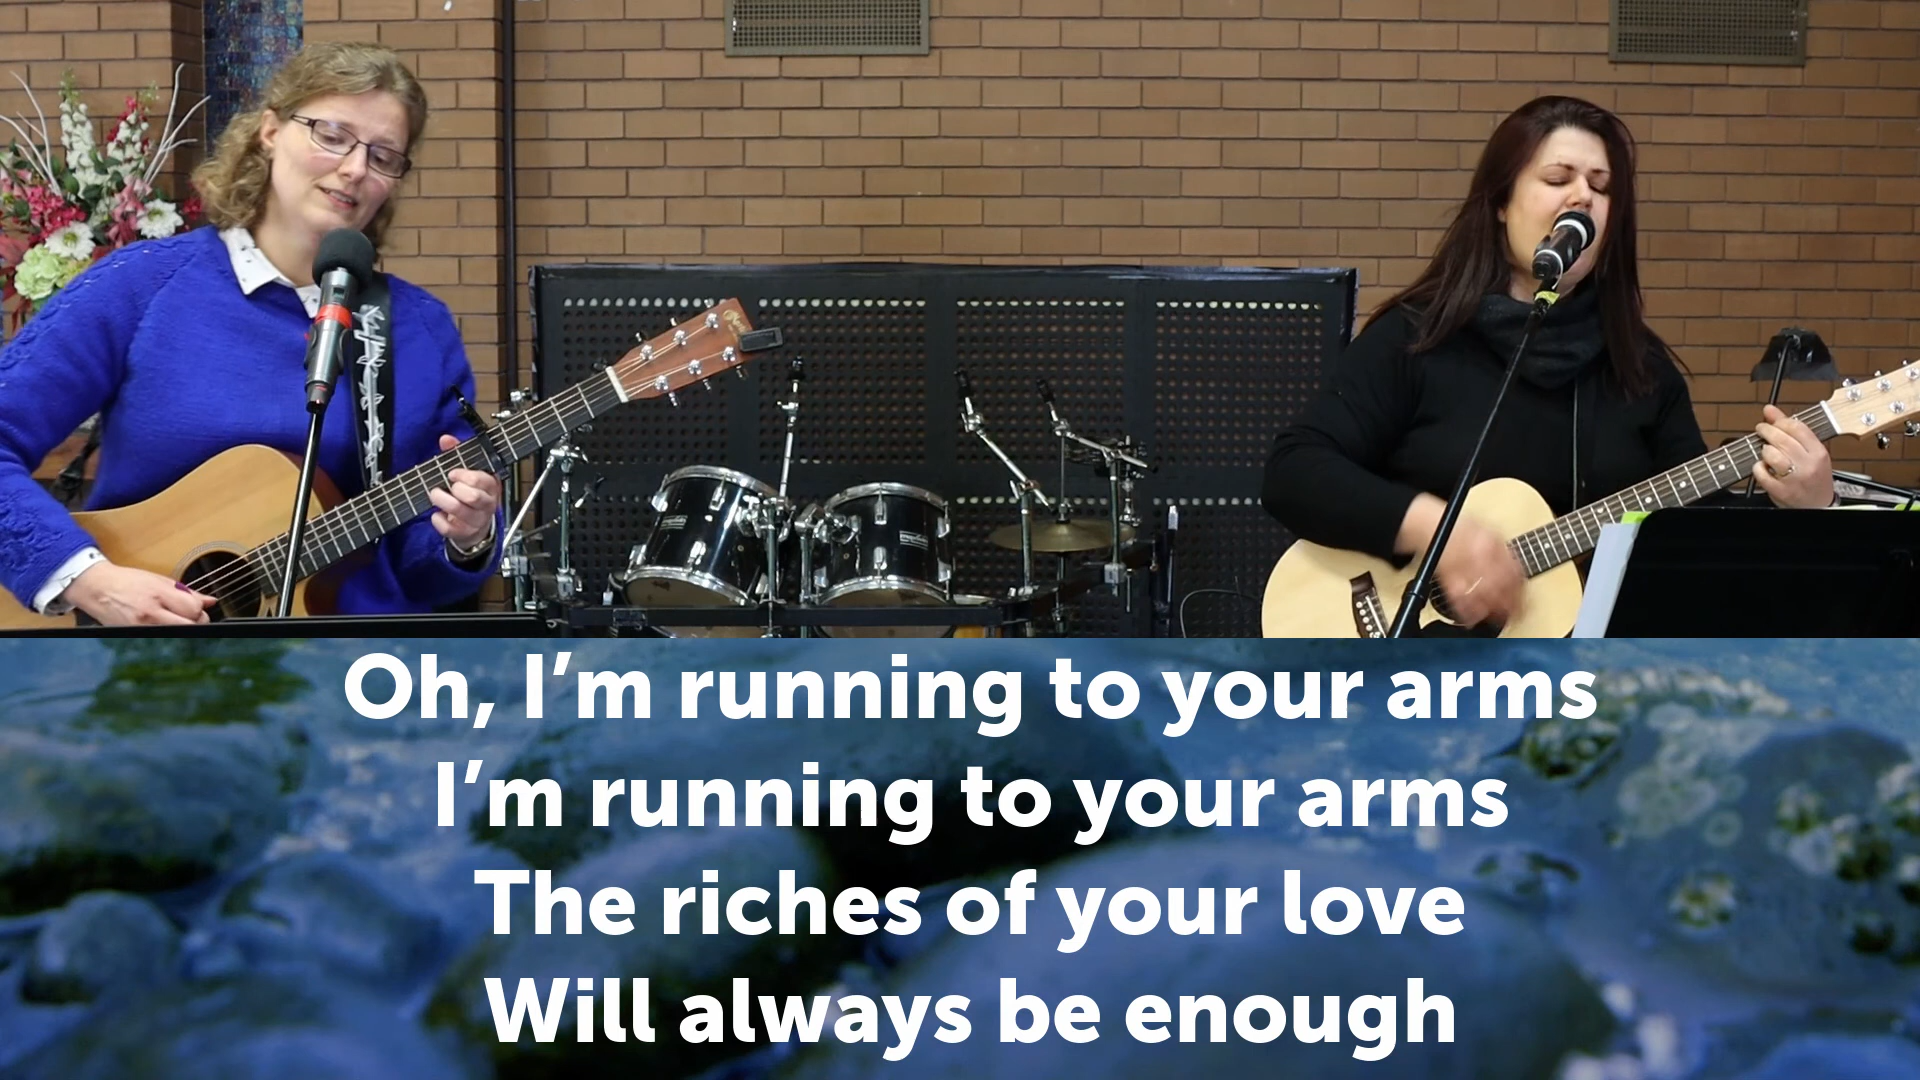 Oh, I’m running to your arms
I’m running to your arms
The riches of your love
Will always be enough